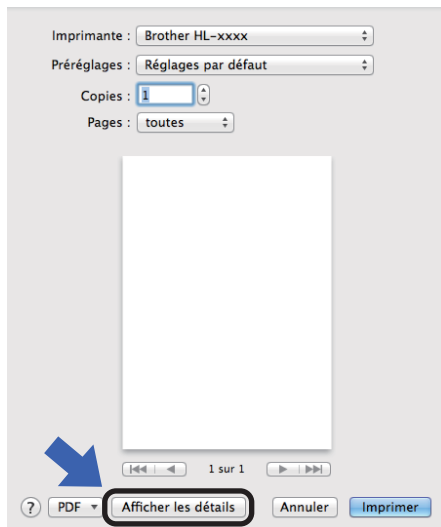 Imprimante : Brother HL-xxxx
Préréglages : Réglages par défaut
Copies : 1
Pages : toutes
1 sur 1
? PDF Afficher les détails Annuler Imprimer